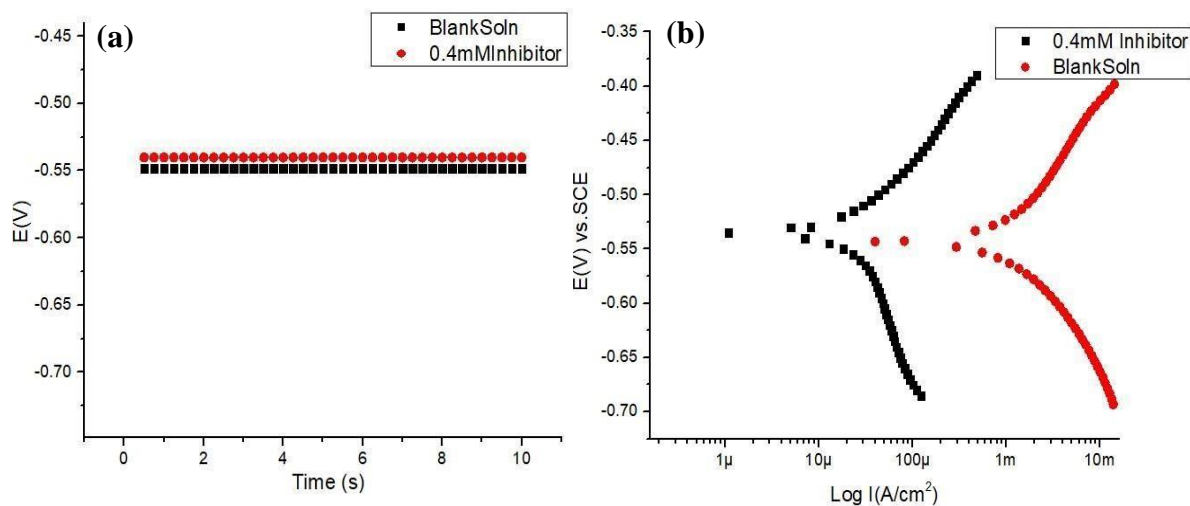 (a)
BlankSoln
0.4mMInhibitor
-0.45
-0.50
-0.55
-0.60
-0.65
-0.70
E(V)
0 2 4 6 8 10
Time (s)
(b)
0.4mM Inhibitor
BlankSoln
-0.35
-0.40
-0.45
-0.50
-0.55
-0.60
-0.65
-0.70
E(V) vs.SCE
1µ 10µ 100µ 1m 10m
Log I(A/cm²)